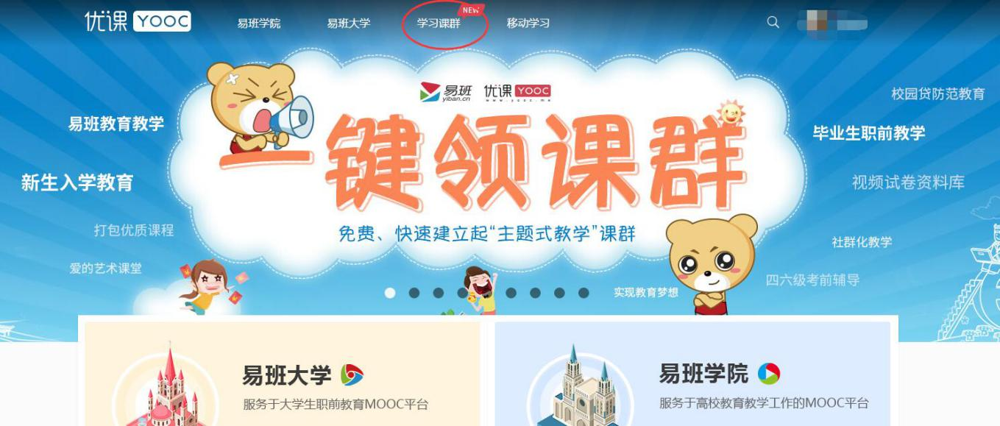 优课 YOOC
易班学院
易班大学
学习课群
NEW
移动学习
易班
yiban.cn
优课 YOOC
www.yooc.me
一键领课群
免费、快速建立起“主题式教学”课群
易班教育教学
新生入学教育
打包优质课程
爱的艺术课堂
校园贷防范教育
毕业生职前教学
视频试卷资料库
社群化教学
四六级考前辅导
实现教育梦想
易班大学
服务于大学生职前教育MOOC平台
易班学院
服务于高校教育教学工作的MOOC平台